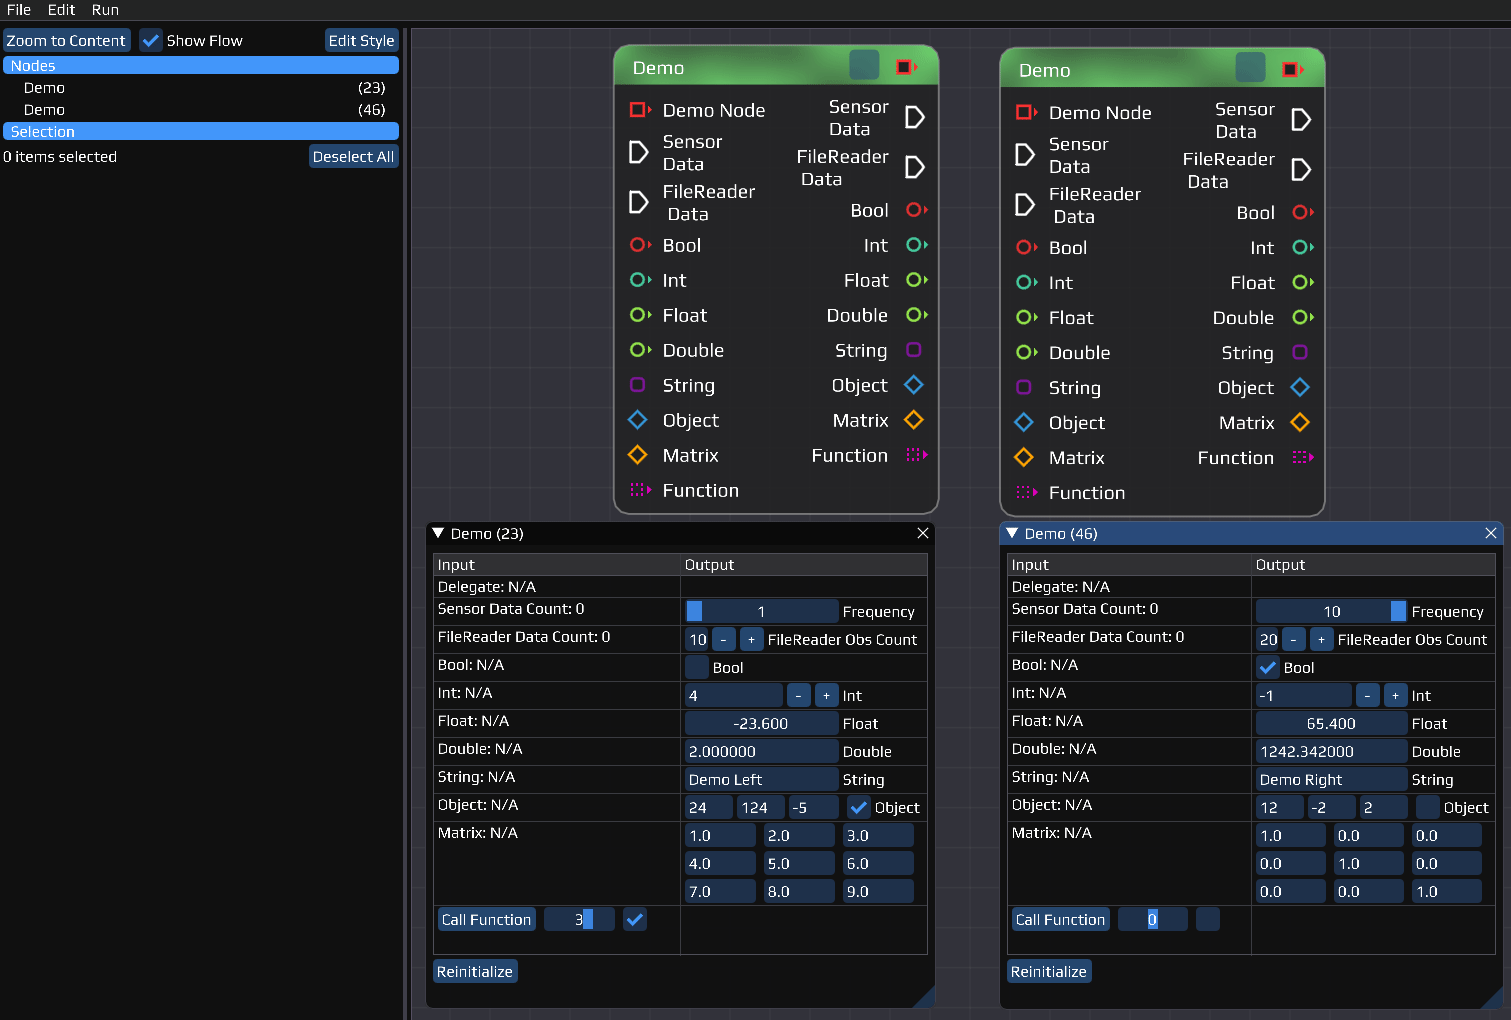 File Edit Run
Zoom to Content Show Flow Edit Style
Nodes
Demo (23)
Demo (46)
Selection
0 items selected Deselect All
Demo
Demo Node
Sensor
Data
FileReader
Data
Bool
Int
Float
Double
String
Object
Matrix
Function
Sensor
Data
FileReader
Data
Bool
Int
Float
Double
String
Object
Matrix
Function
Demo
Demo Node
Sensor
Data
FileReader
Data
Bool
Int
Float
Double
String
Object
Matrix
Function
Sensor
Data
FileReader
Data
Bool
Int
Float
Double
String
Object
Matrix
Function
Demo (23)
Input Output
Delegate: N/A
Sensor Data Count: 0 1 Frequency
FileReader Data Count: 0 10 - + FileReader Obs Count
Bool: N/A Bool
Int: N/A 4 - + Int
Float: N/A -23.600 Float
Double: N/A 2.000000 Double
String: N/A Demo Left String
Object: N/A 24 124 -5 Object
Matrix: N/A 1.0 2.0 3.0
4.0 5.0 6.0
7.0 8.0 9.0
Call Function 3
Reinitialize
Demo (46)
Input Output
Delegate: N/A
Sensor Data Count: 0 10 Frequency
FileReader Data Count: 0 20 - + FileReader Obs Count
Bool: N/A Bool
Int: N/A -1 - + Int
Float: N/A 65.400 Float
Double: N/A 1242.342000 Double
String: N/A Demo Right String
Object: N/A 12 -2 2 Object
Matrix: N/A 1.0 0.0 0.0
0.0 1.0 0.0
0.0 0.0 1.0
Call Function 0
Reinitialize